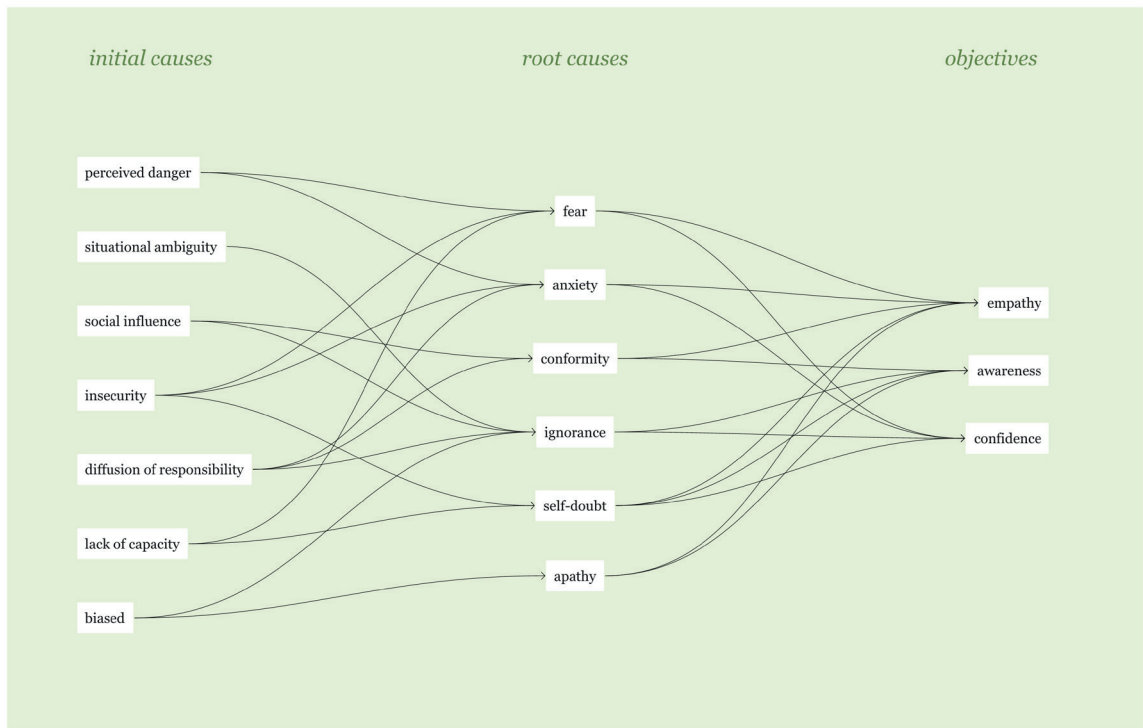 initial causes
root causes
objectives
perceived danger
situational ambiguity
social influence
insecurity
diffusion of responsibility
lack of capacity
biased
fear
anxiety
conformity
ignorance
self-doubt
apathy
empathy
awareness
confidence